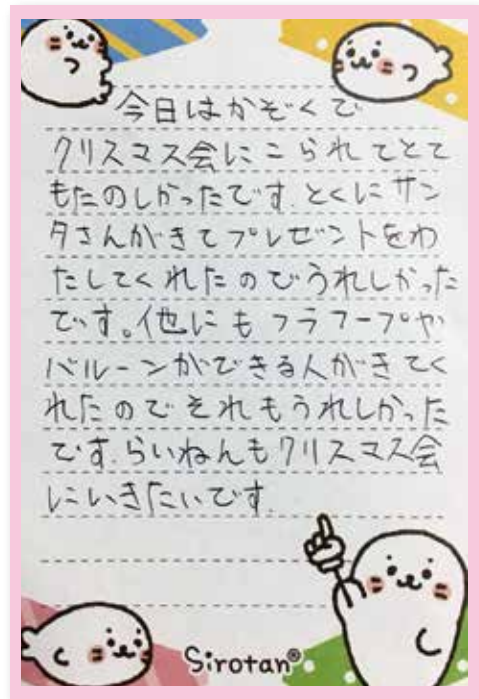 今日はかぞくで
クリスマス会にこられてとて
もたのしかったです.とくにサン
タさんがきてプレゼントをわ
たしてくれたのでうれしかった
です。他にもフラフープや
バルーンができる人がきてく
れたのでそれもうれしかった
です.らいねんもクリスマス会
にいきたいです.
Sirotan®